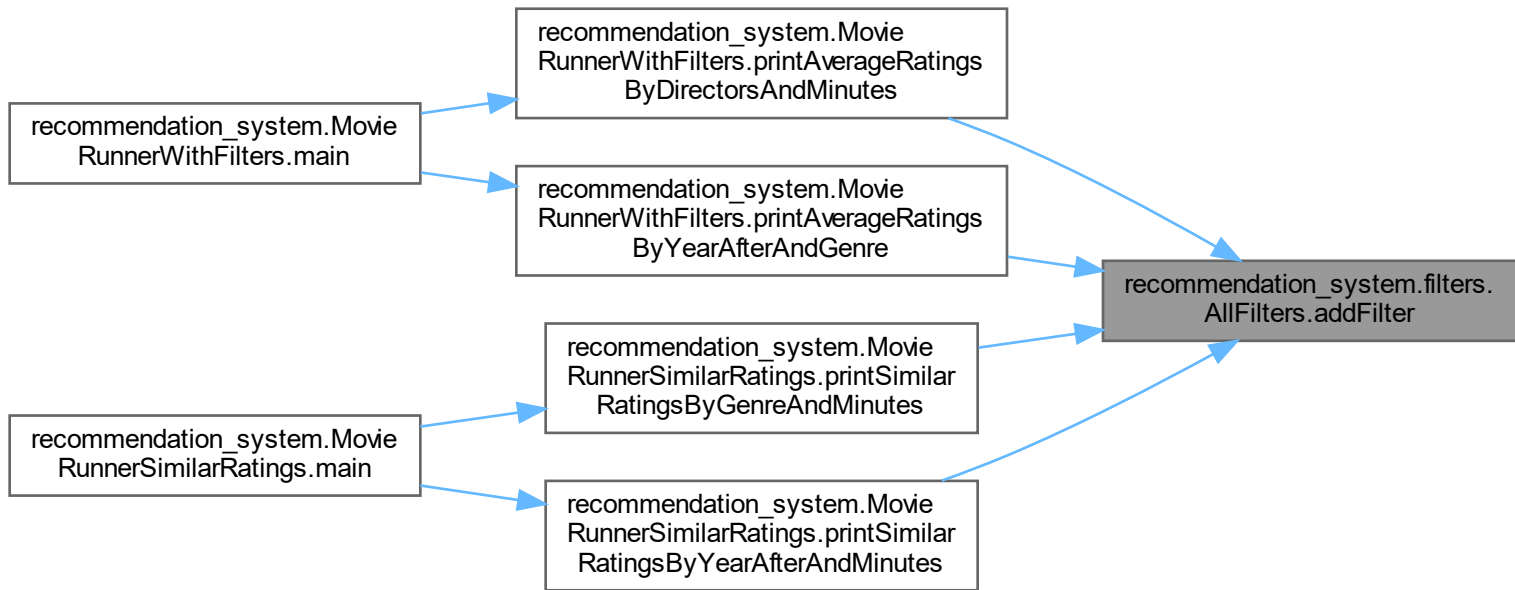 recommendation_system.Movie
RunnerWithFilters.printAverageRatings
ByDirectorsAndMinutes
recommendation_system.Movie
RunnerWithFilters.main
recommendation_system.Movie
RunnerWithFilters.printAverageRatings
ByYearAfterAndGenre
recommendation_system.filters.
AllFilters.addFilter
recommendation_system.Movie
RunnerSimilarRatings.printSimilar
RatingsByGenreAndMinutes
recommendation_system.Movie
RunnerSimilarRatings.main
recommendation_system.Movie
RunnerSimilarRatings.printSimilar
RatingsByYearAfterAndMinutes